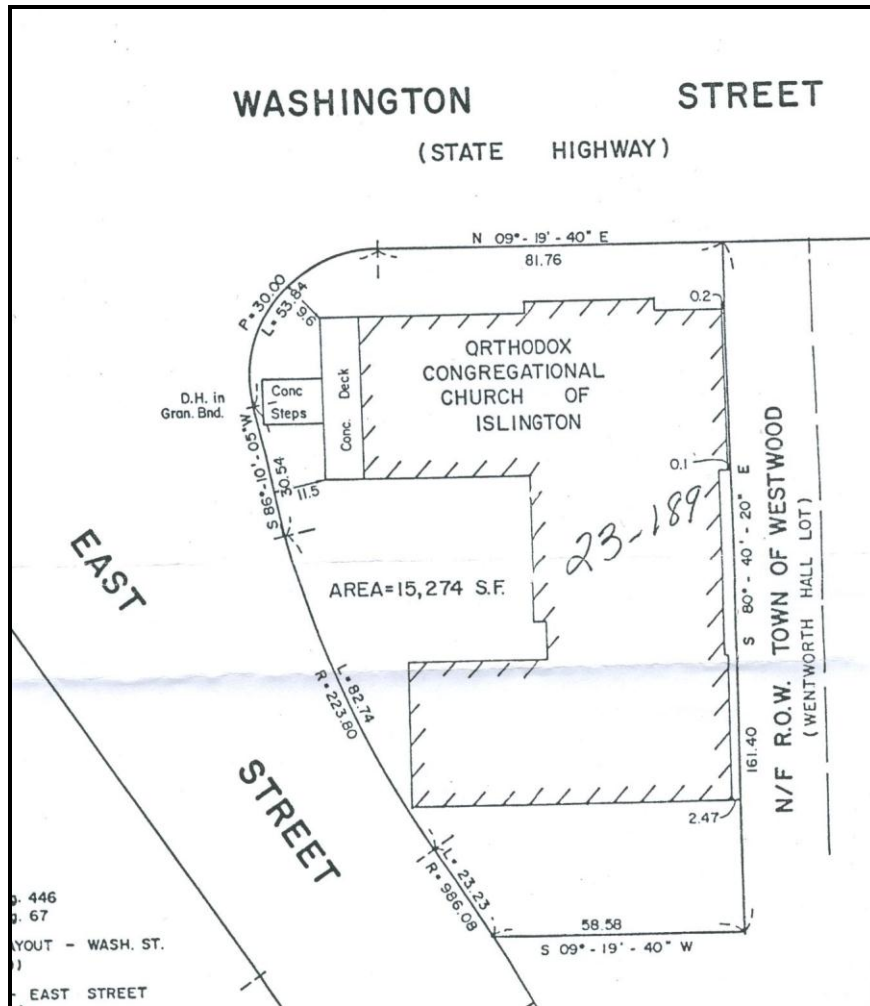 WASHINGTON STREET
(STATE HIGHWAY)
N 09°-19'-40" E
81.76
P=30.00
L=53.84
9.6
0.2
QRTHODOX
CONGREGATIONAL
CHURCH OF
ISLINGTON
Conc. Deck
Conc
Steps
D.H. in
Gran. Bnd.
S 86°-10'-05" W
30.54
11.5
0.1
23-189
S 80°-40'-20" E
161.40
N/F R.O.W. TOWN OF WESTWOOD
(WENTWORTH HALL LOT)
EAST
STREET
AREA=15,274 S.F.
L=82.74
R=223.80
2.47
L=23.23
R=986.08
58.58
S 09°-19'-40" W
g. 446
g. 67
YOUT - WASH. ST.
)
- EAST STREET